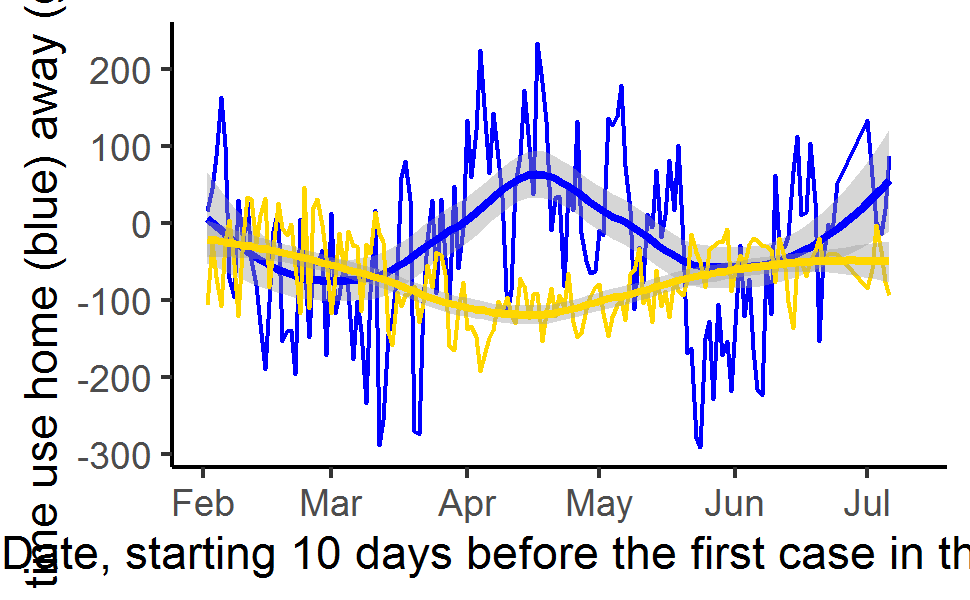 time use home (blue) away (g
200
100
0
-100
-200
-300
Feb Mar Apr May Jun Jul
Date, starting 10 days before the first case in th